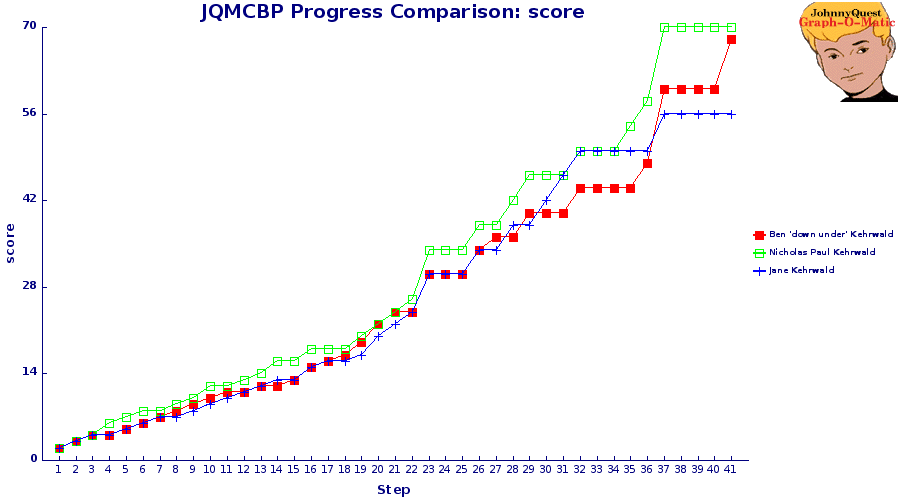 JQMCBP Progress Comparison: score
JohnnyQuest
Graph-O-Matic
70
56
42
28
14
0
score
1 2 3 4 5 6 7 8 9 10 11 12 13 14 15 16 17 18 19 20 21 22 23 24 25 26 27 28 29 30 31 32 33 34 35 36 37 38 39 40 41
Step
Ben 'down under' Kehrwald
Nicholas Paul Kehrwald
Jane Kehrwald